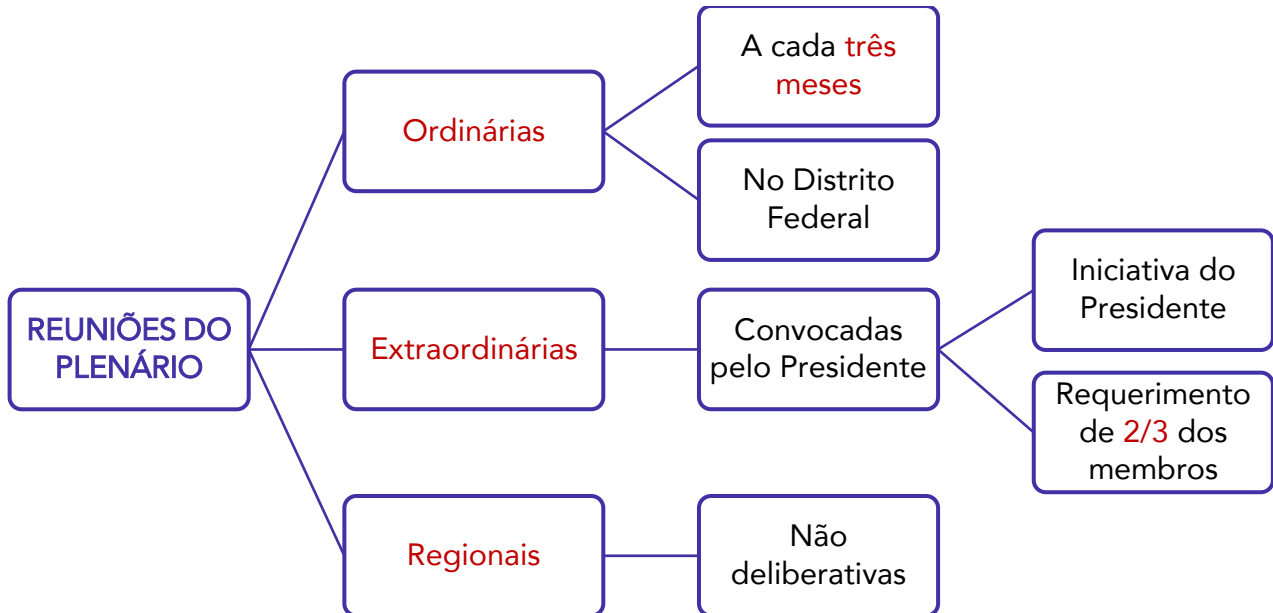 REUNIÕES DO
PLENÁRIO
Ordinárias
A cada três
meses
No Distrito
Federal
Extraordinárias
Convocadas
pelo Presidente
Iniciativa do
Presidente
Requerimento
de 2/3 dos
membros
Regionais
Não
deliberativas